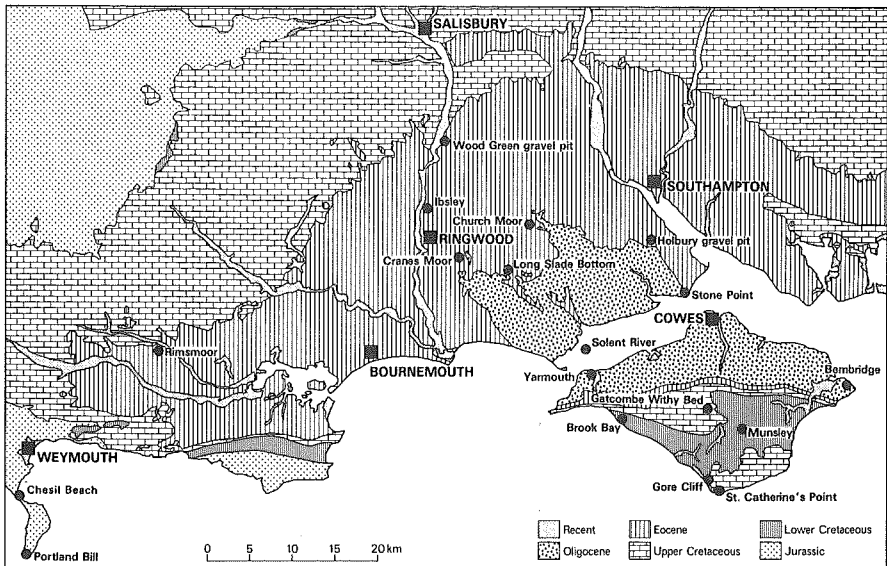 SALISBURY
Wood Green gravel pit
SOUTHAMPTON
Ibsley
Church Moor
RINGWOOD
Holbury gravel pit
Cranes Moor
Long Slade Bottom
Stone Point
COWES
Solent River
Rimsmoor
BOURNEMOUTH
Yarmouth
Bembridge
Gatcombe Withy Bed
Brook Bay
Munsley
WEYMOUTH
Gore Cliff
St. Catherine's Point
Chesil Beach
Portland Bill
0 5 10 20 km
Recent
Eocene
Lower Cretaceous
Oligocene
Upper Cretaceous
Jurassic